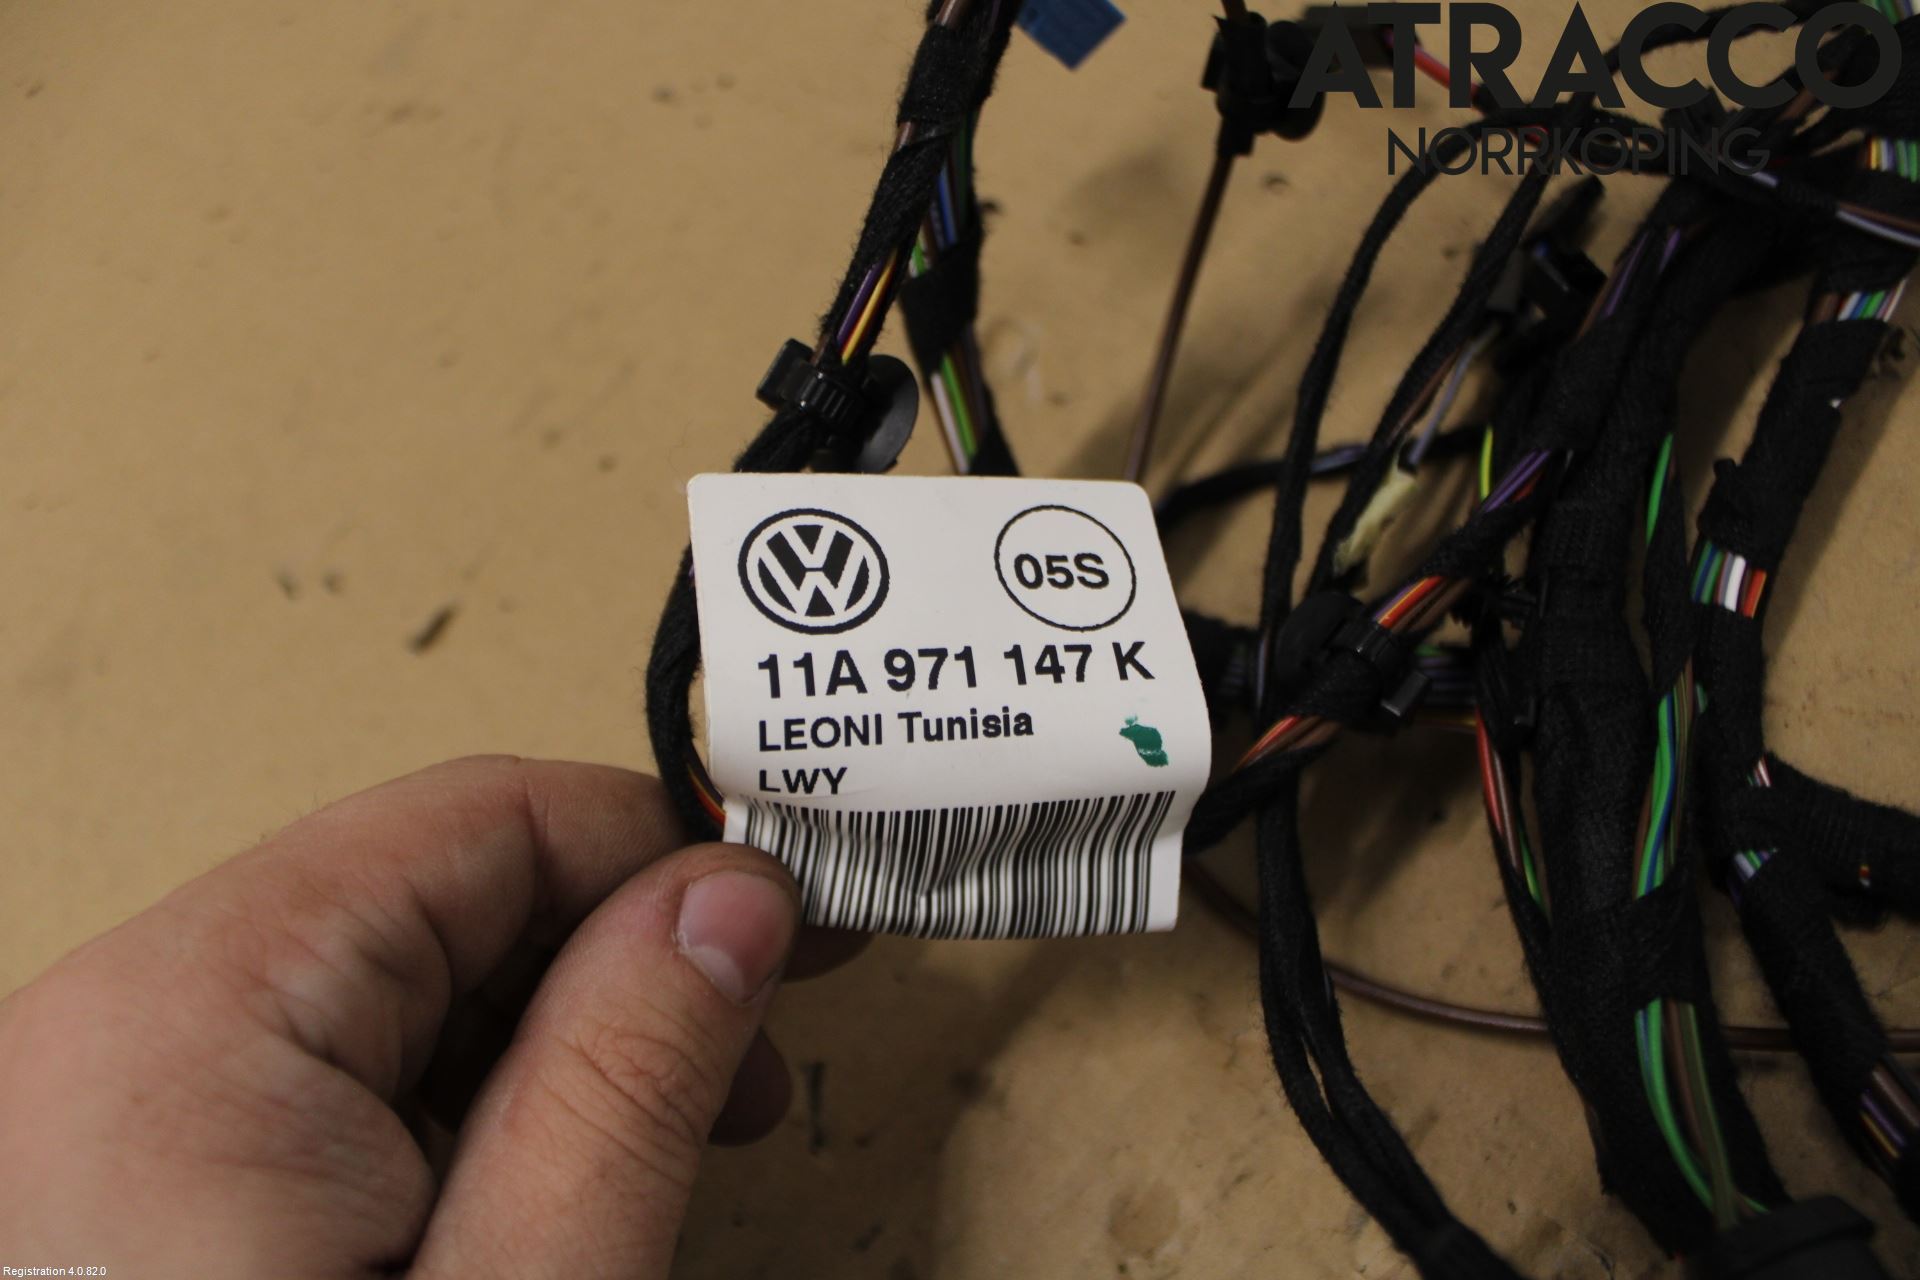 ATRACCO
NORRKÖPING
05S
11A 971 147 K
LEONI Tunisia
LWY
Registration 4.0.82.0